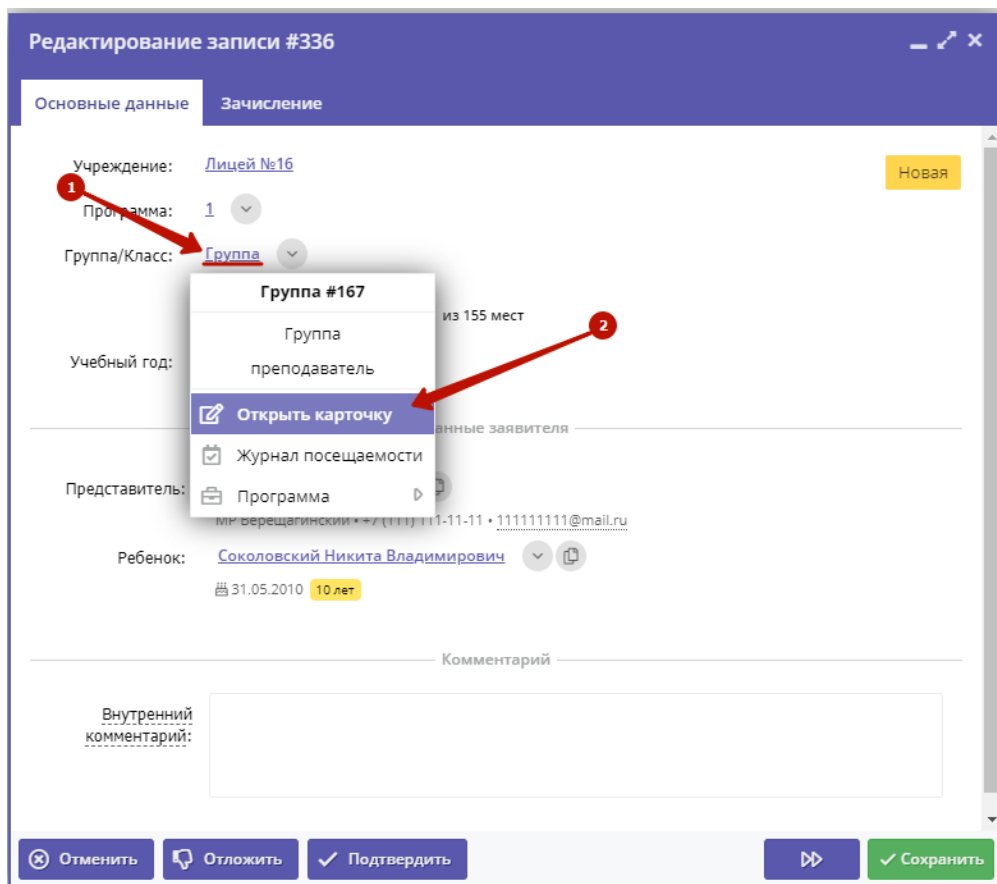 Редактирование записи #336
Основные данные Зачисление
Учреждение: Лицей №16
Новая
1
Программа: 1
Группа/Класс: Группа
Группа #167
из 155 мест
2
Группа
Учебный год:
преподаватель
Открыть карточку
анные заявителя
Журнал посещаемости
Представитель:
Программа
МР Верещагинский • +7 (111) 111-11-11 • 111111111@mail.ru
Ребенок: Соколовский Никита Владимирович
31.05.2010 10 лет
Комментарий
Внутренний
комментарий:
Отменить Отложить Подтвердить Сохранить